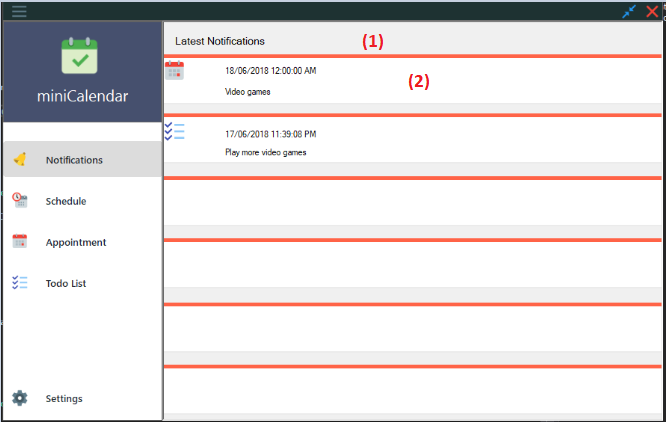 miniCalendar
Notifications
Schedule
Appointment
Todo List
Settings
Latest Notifications
(1)
18/06/2018 12:00:00 AM
(2)
Video games
17/06/2018 11:39:08 PM
Play more video games